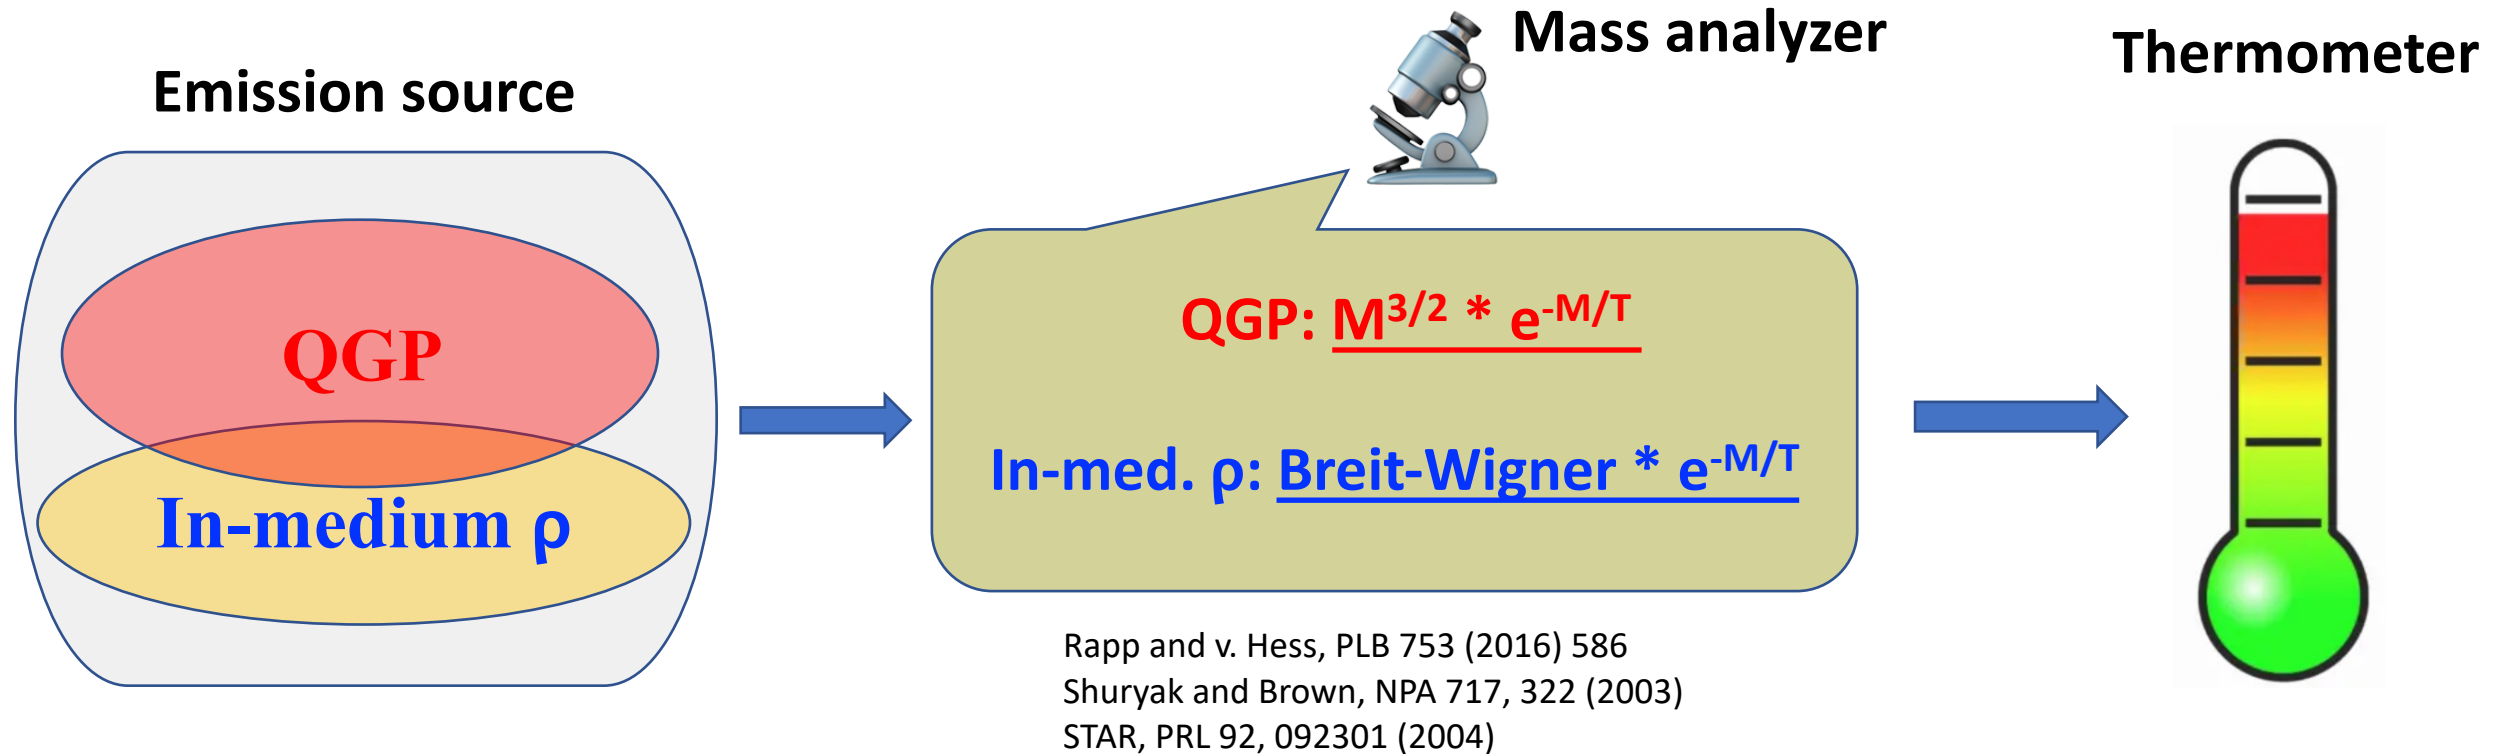 Emission source
Mass analyzer
Thermometer
QGP
In-medium ρ
QGP: M^3/2 * e^-M/T
In-med. ρ: Breit-Wigner * e^-M/T
Rapp and v. Hess, PLB 753 (2016) 586
Shuryak and Brown, NPA 717, 322 (2003)
STAR, PRL 92, 092301 (2004)